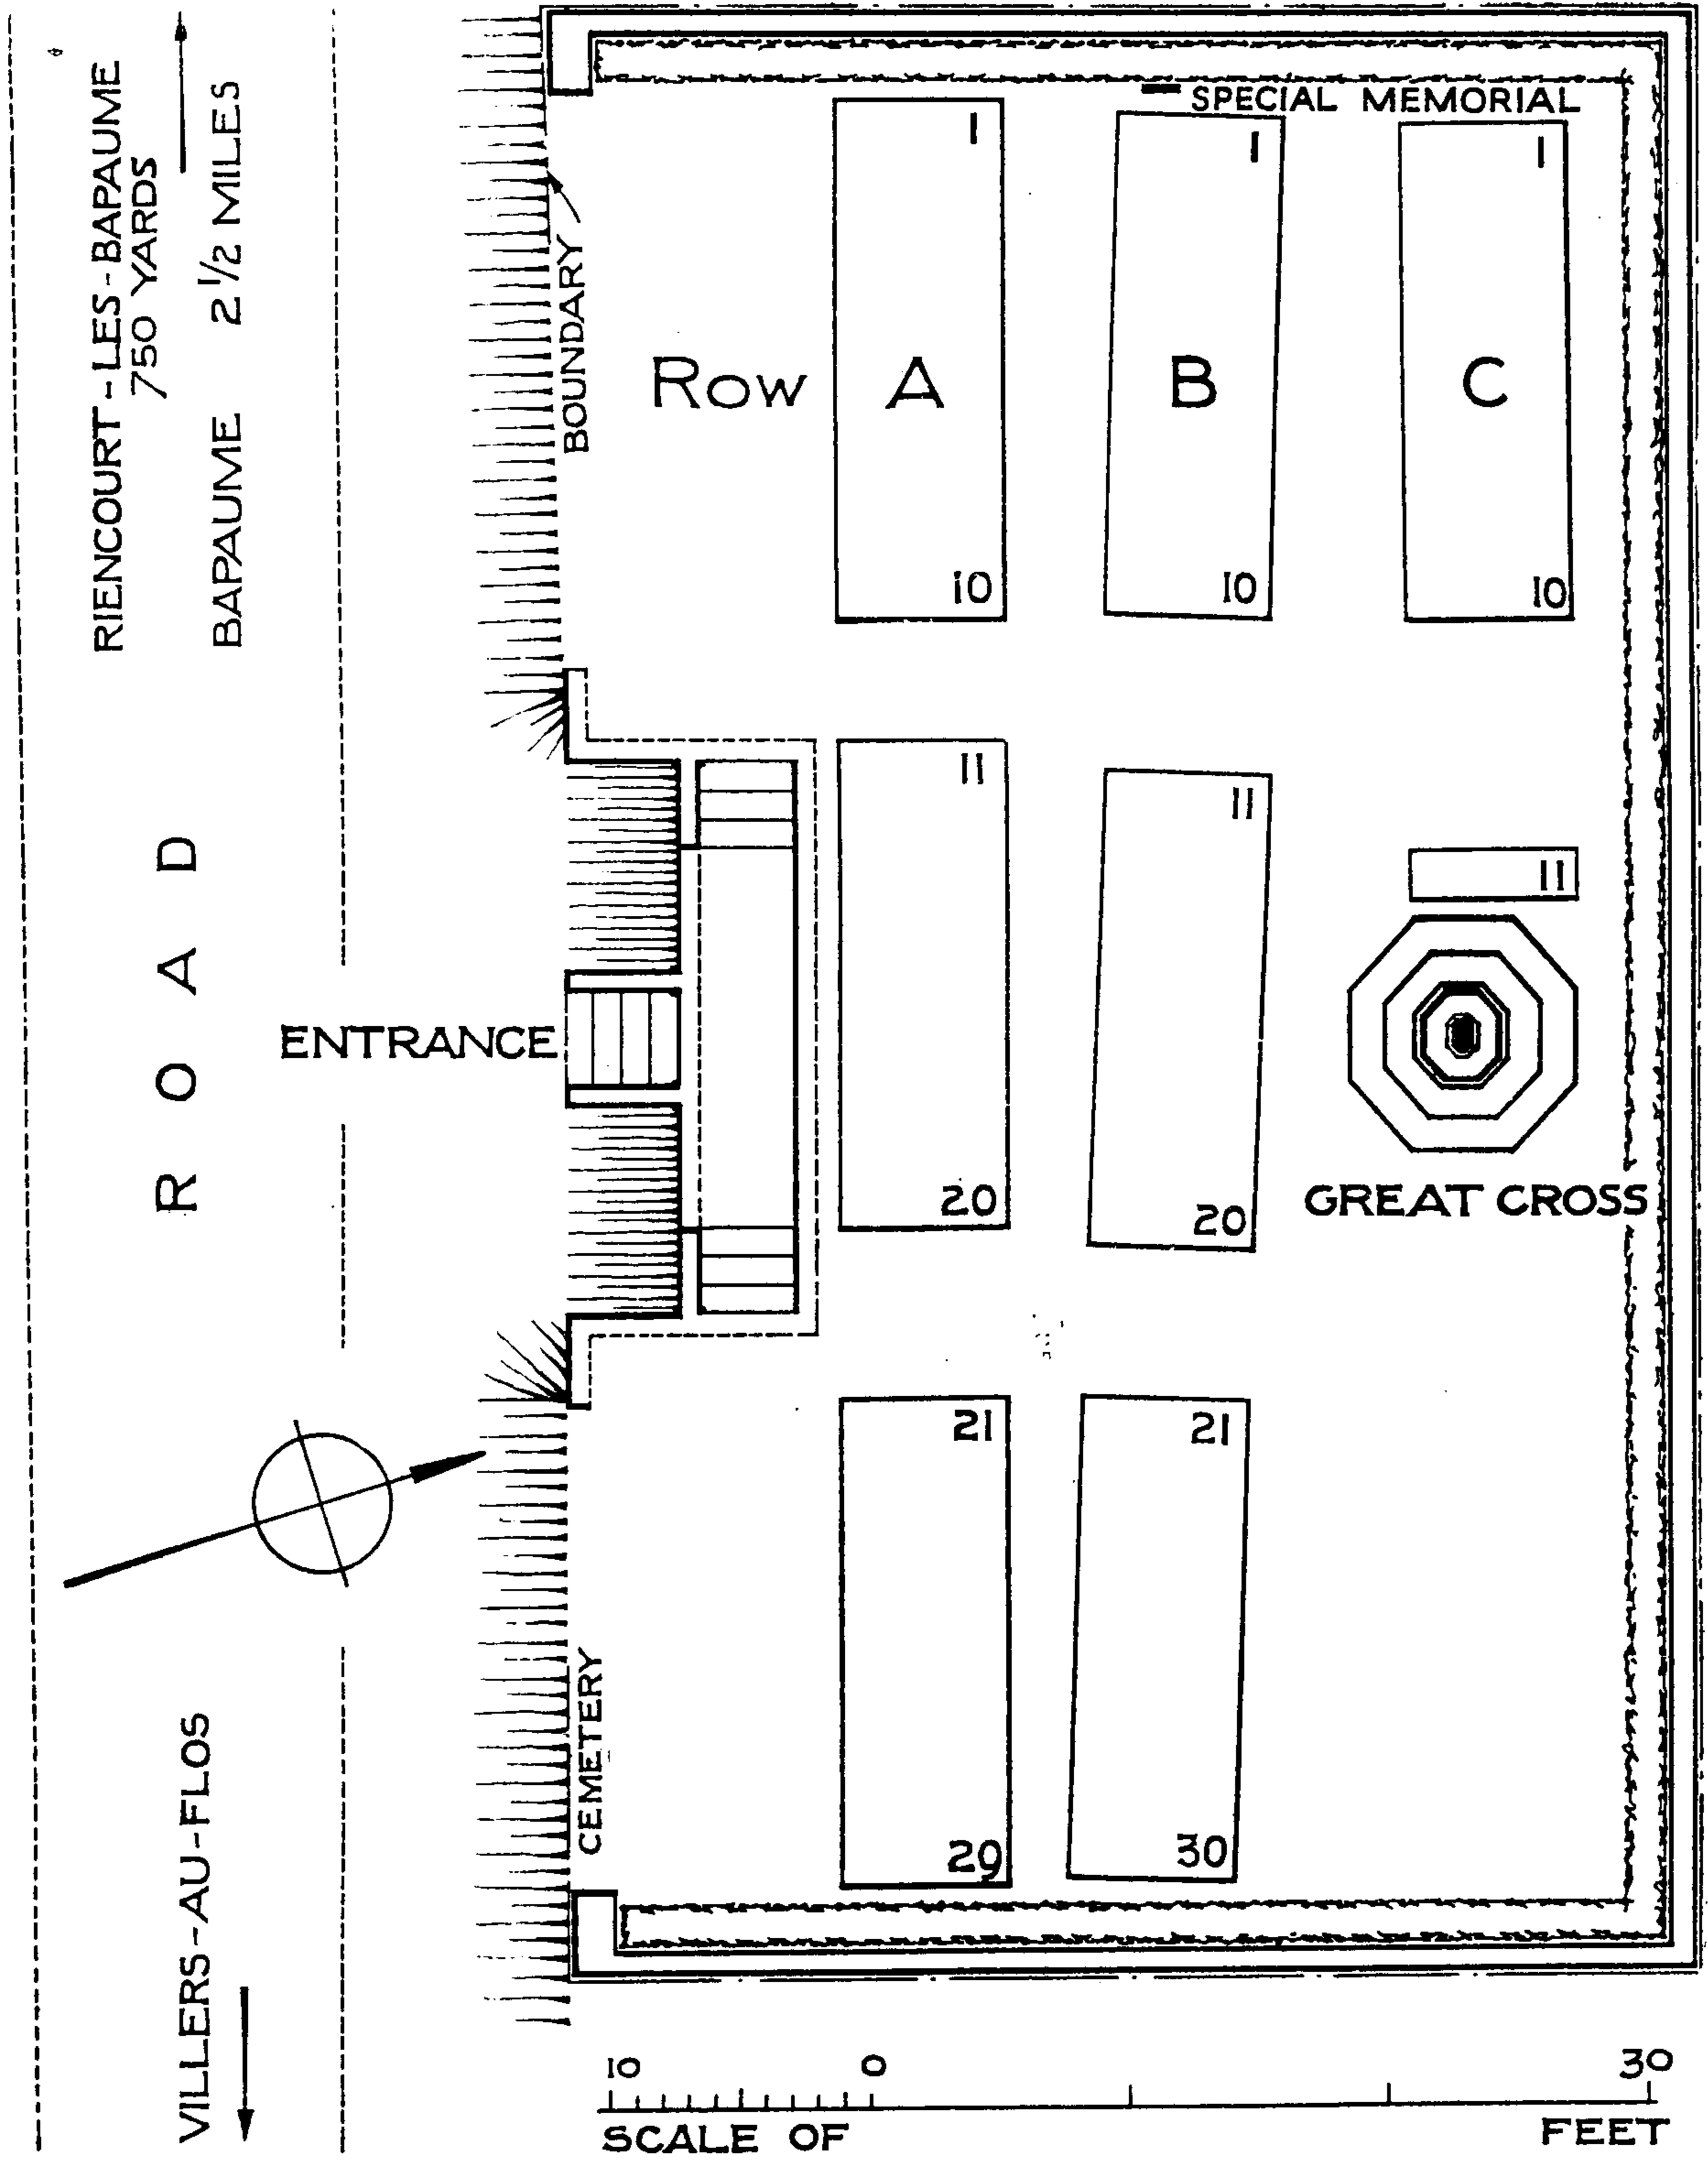 RIENCOURT-LES-BAPAUME
750 YARDS
BAPAUME 2 1/2 MILES
SPECIAL MEMORIAL
1
1
1
BOUNDARY
Row A B C
10
10
10
11
11
11
ROAD
ENTRANCE
20
20
GREAT CROSS
21
21
CEMETERY
29
30
VILLERS-AU-FLOS
10 0 30
SCALE OF FEET